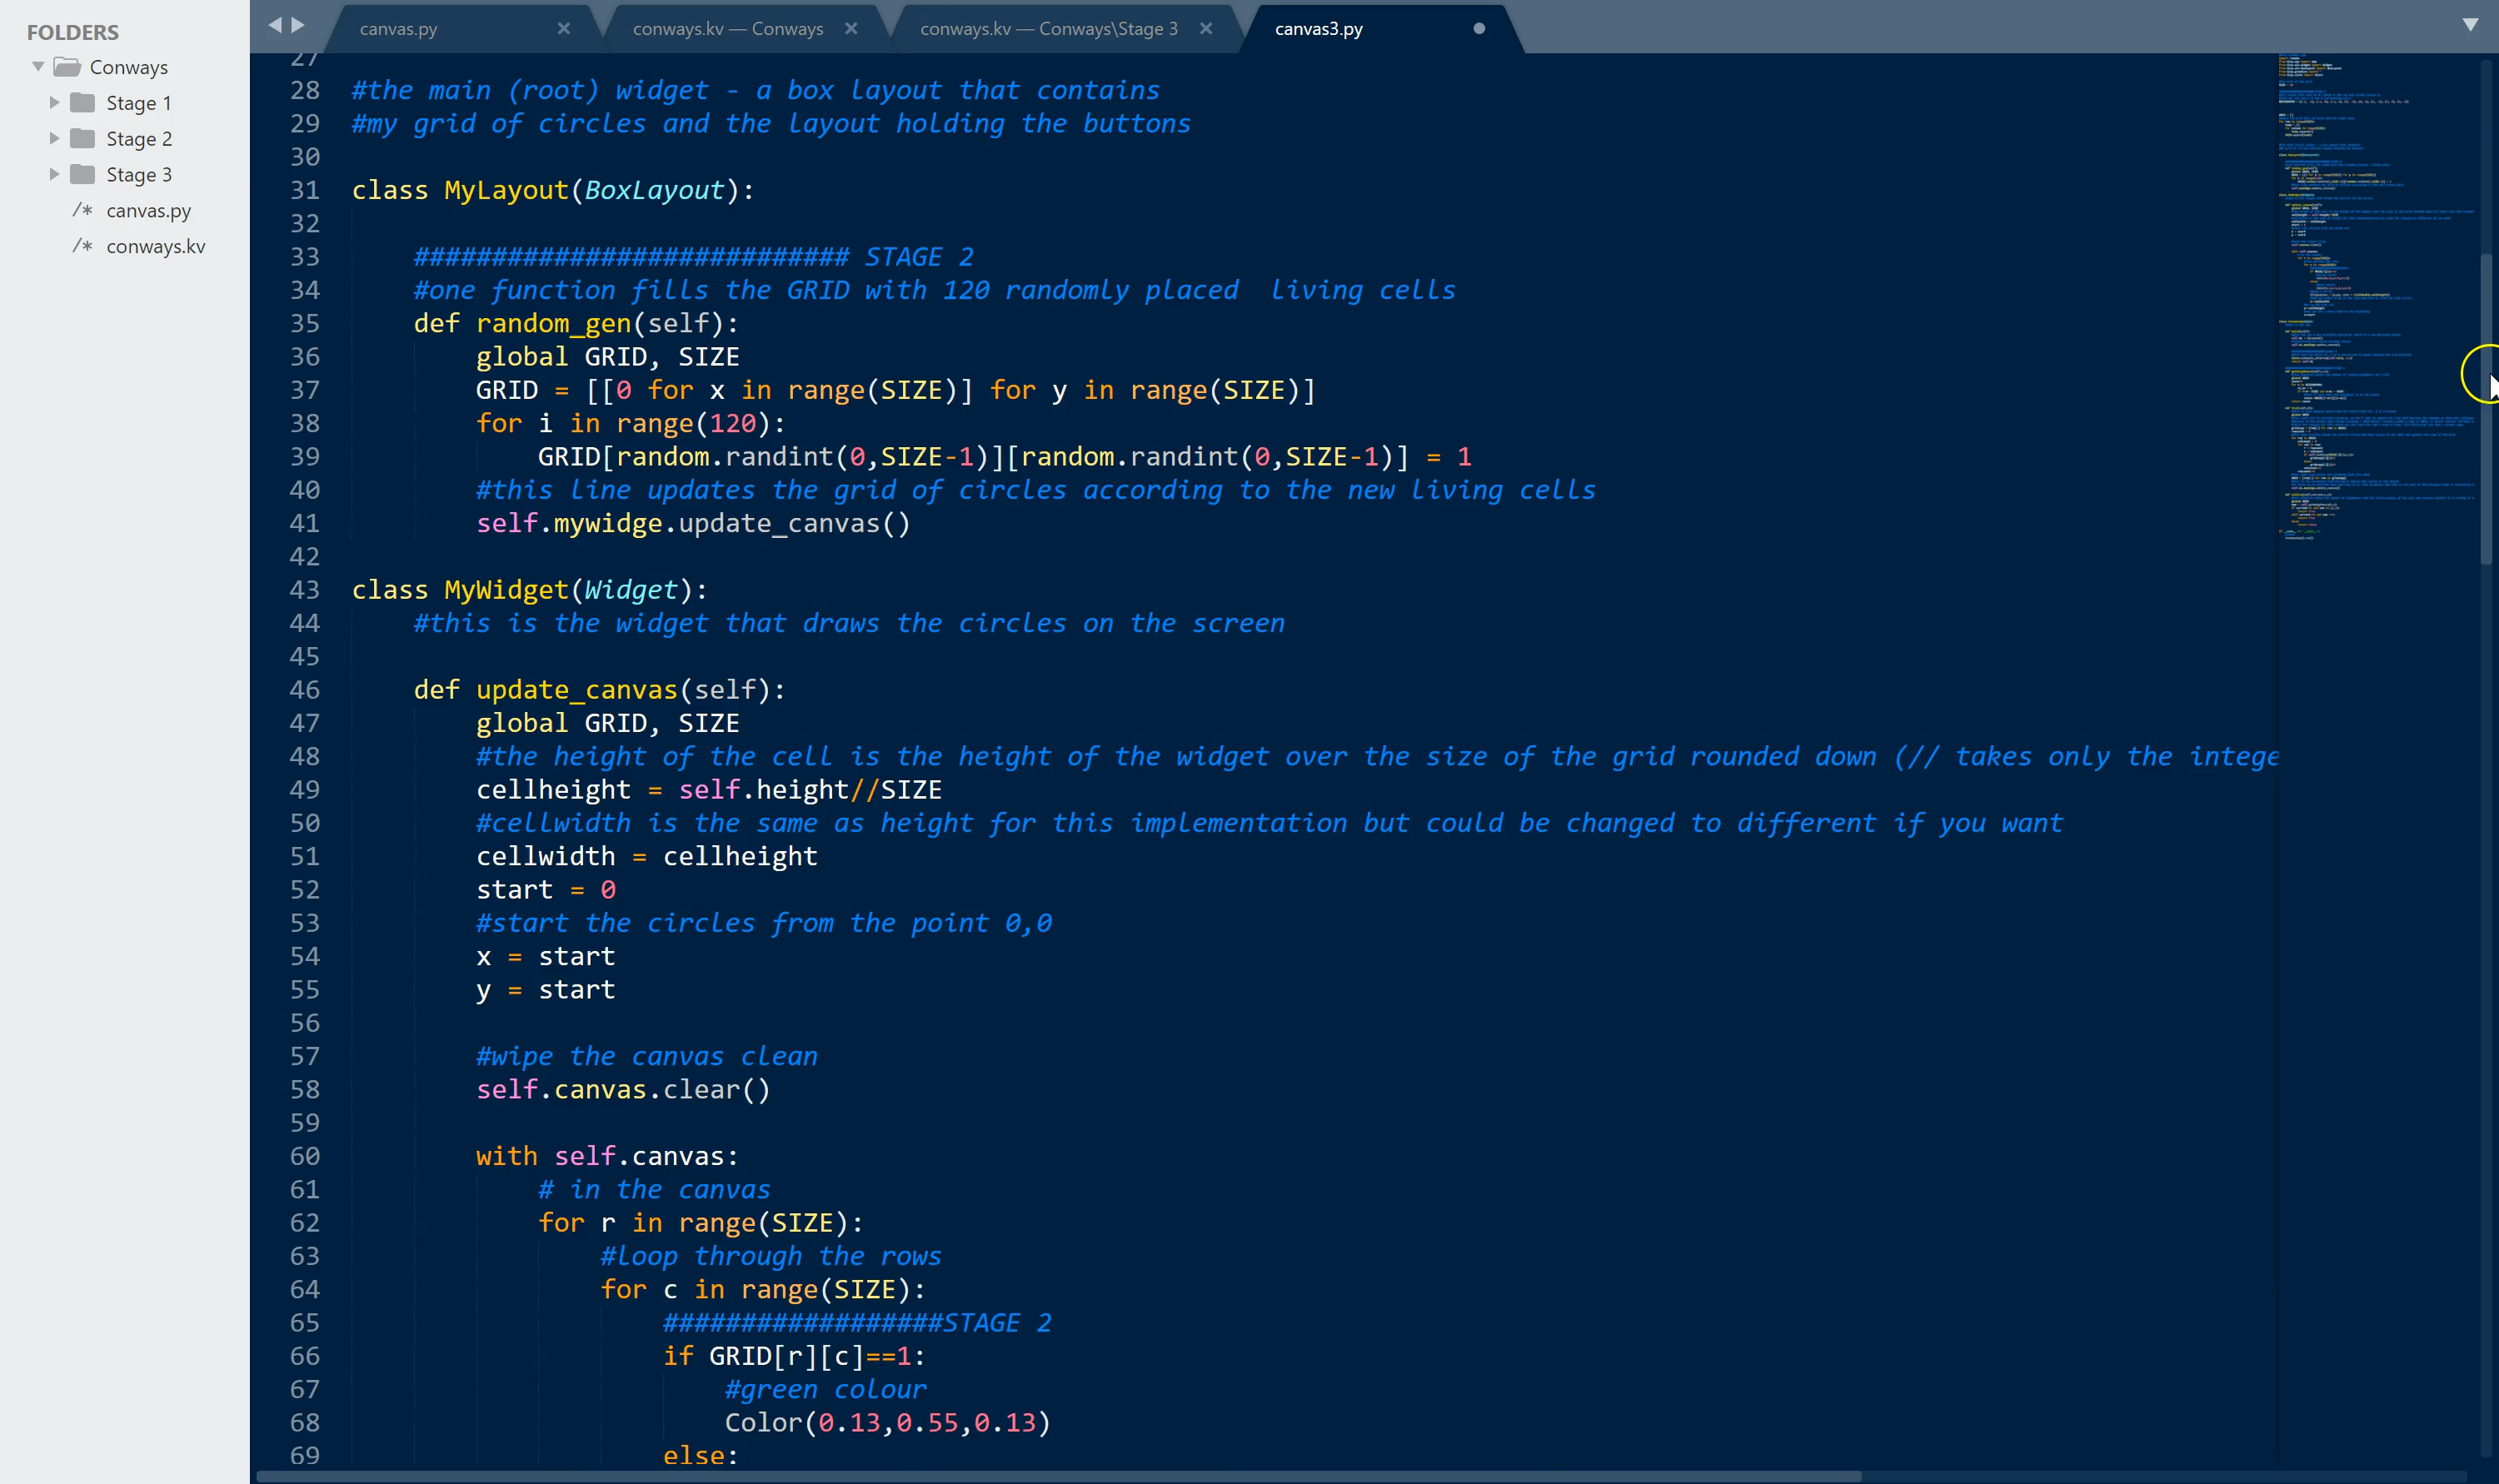 FOLDERS
Conways
Stage 1
Stage 2
Stage 3
/* canvas.py
/* conways.kv
canvas.py
conways.kv — Conways
conways.kv — Conways\Stage 3
canvas3.py
27
28 #the main (root) widget - a box layout that contains
29 #my grid of circles and the layout holding the buttons
30
31 class MyLayout(BoxLayout):
32
33 ############################ STAGE 2
34 #one function fills the GRID with 120 randomly placed  living cells
35 def random_gen(self):
36 global GRID, SIZE
37 GRID = [[0 for x in range(SIZE)] for y in range(SIZE)]
38 for i in range(120):
39 GRID[random.randint(0,SIZE-1)][random.randint(0,SIZE-1)] = 1
40 #this line updates the grid of circles according to the new living cells
41 self.mywidge.update_canvas()
42
43 class MyWidget(Widget):
44 #this is the widget that draws the circles on the screen
45
46 def update_canvas(self):
47 global GRID, SIZE
48 #the height of the cell is the height of the widget over the size of the grid rounded down (// takes only the intege
49 cellheight = self.height//SIZE
50 #cellwidth is the same as height for this implementation but could be changed to different if you want
51 cellwidth = cellheight
52 start = 0
53 #start the circles from the point 0,0
54 x = start
55 y = start
56
57 #wipe the canvas clean
58 self.canvas.clear()
59
60 with self.canvas:
61 # in the canvas
62 for r in range(SIZE):
63 #loop through the rows
64 for c in range(SIZE):
65 ##################STAGE 2
66 if GRID[r][c]==1:
67 #green colour
68 Color(0.13,0.55,0.13)
69 else: